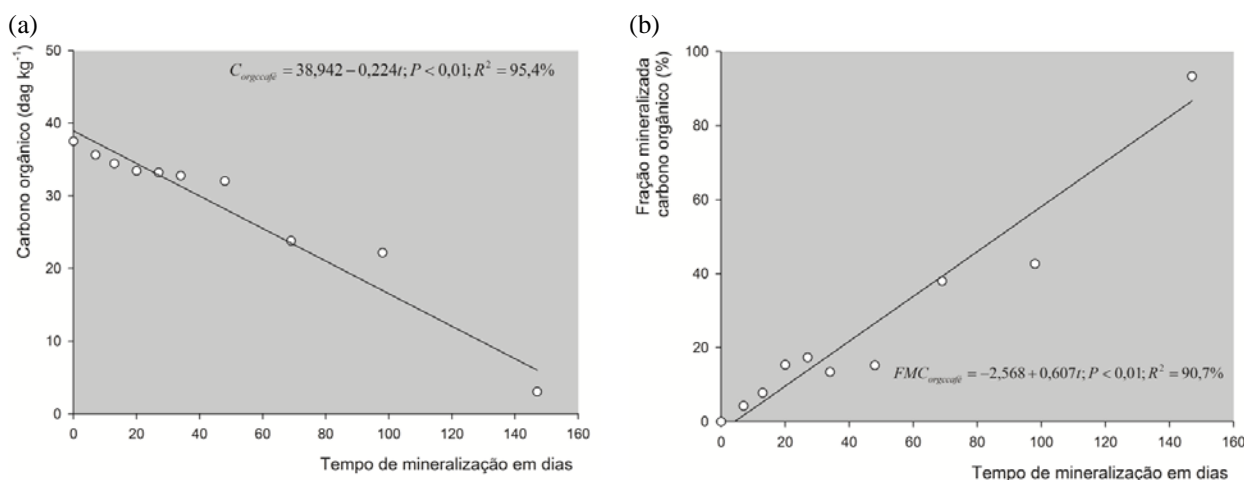 (a)
C_orgccafé = 38,942 – 0,224t; P < 0,01; R² = 95,4%
Carbono orgânico (dag kg⁻¹)
50
40
30
20
10
0
0 20 40 60 80 100 120 140 160
Tempo de mineralização em dias
(b)
Fração mineralizada
carbono orgânico (%)
100
80
60
40
20
0
FMC_orgccafé = –2,568 + 0,607t; P < 0,01; R² = 90,7%
0 20 40 60 80 100 120 140 160
Tempo de mineralização em dias